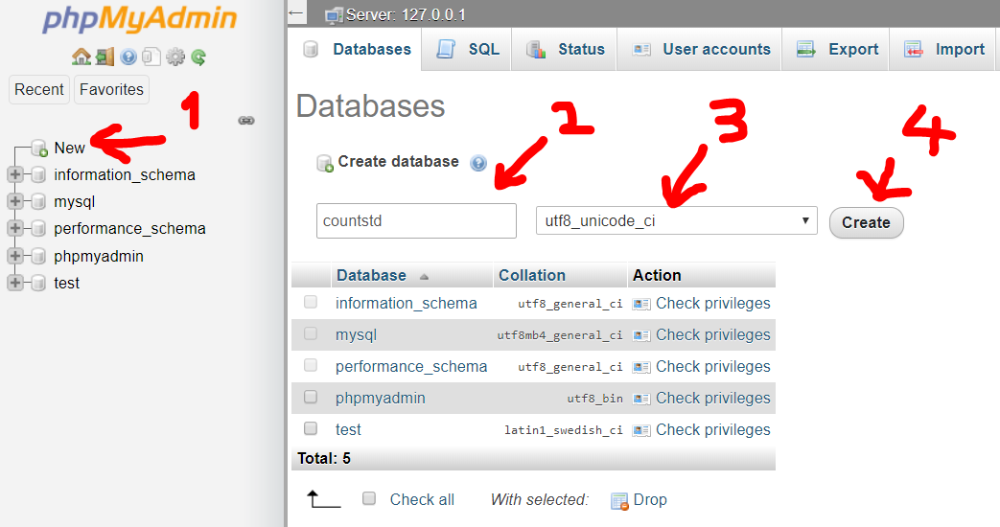 phpMyAdmin
Recent Favorites
1
New
information_schema
mysql
performance_schema
phpmyadmin
test
Server: 127.0.0.1
Databases SQL Status User accounts Export Import
Databases
2 3 4
Create database
countstd utf8_unicode_ci Create
Database Collation Action
information_schema utf8_general_ci Check privileges
mysql utf8mb4_general_ci Check privileges
performance_schema utf8_general_ci Check privileges
phpmyadmin utf8_bin Check privileges
test latin1_swedish_ci Check privileges
Total: 5
Check all With selected: Drop